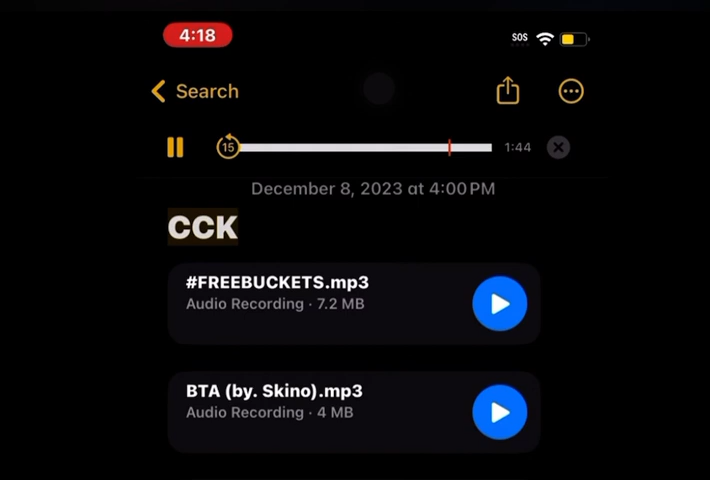 4:18
SOS
Search
15
1:44
December 8, 2023 at 4:00 PM
CCK
#FREEBUCKETS.mp3
Audio Recording · 7.2 MB
BTA (by. Skino).mp3
Audio Recording · 4 MB